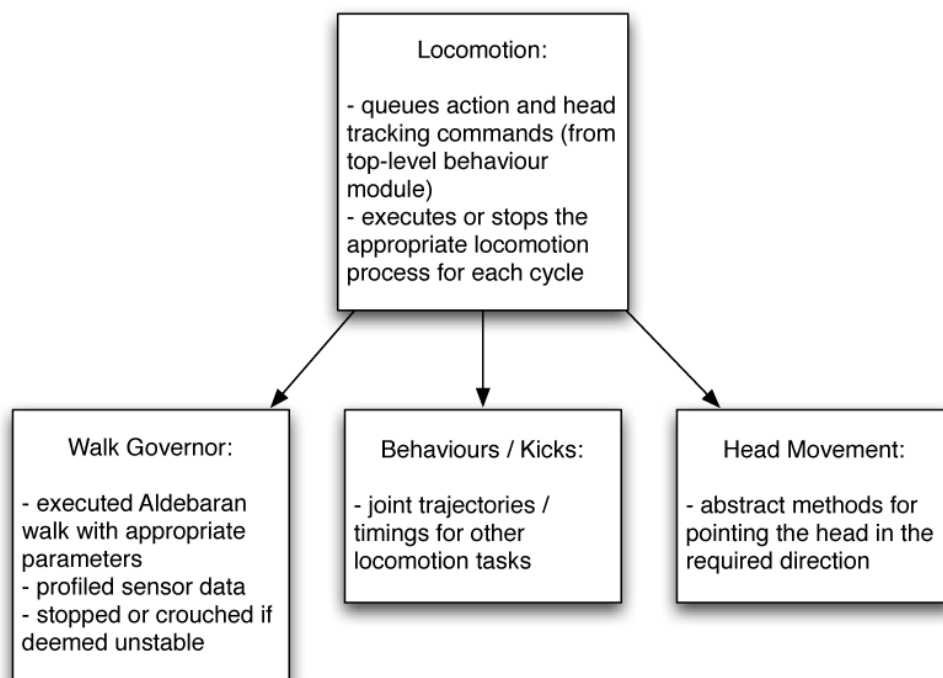 Locomotion:
- queues action and head
tracking commands (from
top-level behaviour
module)
- executes or stops the
appropriate locomotion
process for each cycle
Walk Governor:
- executed Aldebaran
walk with appropriate
parameters
- profiled sensor data
- stopped or crouched if
deemed unstable
Behaviours / Kicks:
- joint trajectories /
timings for other
locomotion tasks
Head Movement:
- abstract methods for
pointing the head in the
required direction